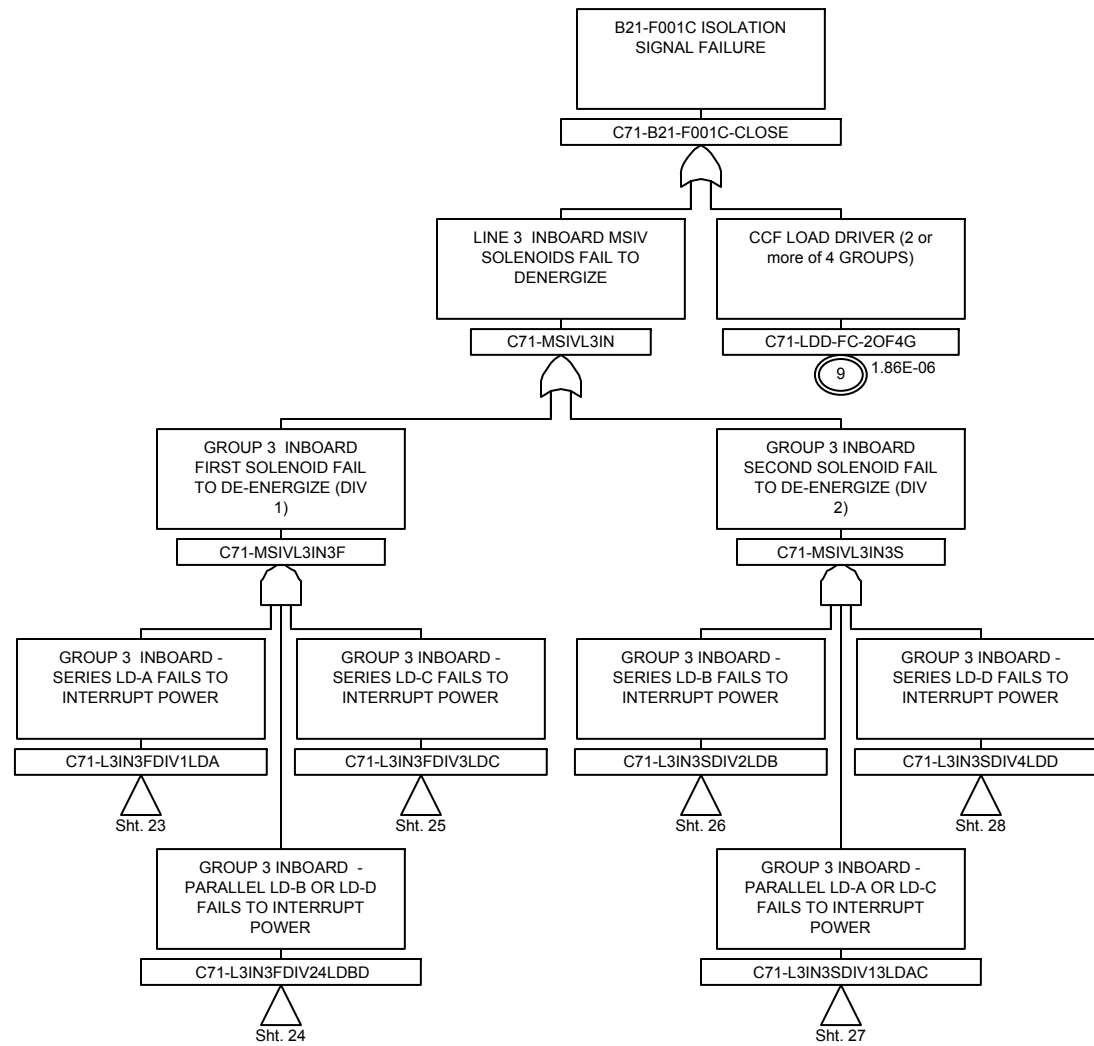 B21-F001C ISOLATION
SIGNAL FAILURE
C71-B21-F001C-CLOSE
LINE 3 INBOARD MSIV
SOLENOIDS FAIL TO
DENERGIZE
C71-MSIVL3IN
CCF LOAD DRIVER (2 or
more of 4 GROUPS)
C71-LDD-FC-2OF4G
9
1.86E-06
GROUP 3 INBOARD
FIRST SOLENOID FAIL
TO DE-ENERGIZE (DIV
1)
C71-MSIVL3IN3F
GROUP 3 INBOARD
SECOND SOLENOID FAIL
TO DE-ENERGIZE (DIV
2)
C71-MSIVL3IN3S
GROUP 3 INBOARD -
SERIES LD-A FAILS TO
INTERRUPT POWER
C71-L3IN3FDIV1LDA
Sht. 23
GROUP 3 INBOARD -
SERIES LD-C FAILS TO
INTERRUPT POWER
C71-L3IN3FDIV3LDC
Sht. 25
GROUP 3 INBOARD -
SERIES LD-B FAILS TO
INTERRUPT POWER
C71-L3IN3SDIV2LDB
Sht. 26
GROUP 3 INBOARD -
SERIES LD-D FAILS TO
INTERRUPT POWER
C71-L3IN3SDIV4LDD
Sht. 28
GROUP 3 INBOARD -
PARALLEL LD-B OR LD-D
FAILS TO INTERRUPT
POWER
C71-L3IN3FDIV24LDBD
Sht. 24
GROUP 3 INBOARD -
PARALLEL LD-A OR LD-C
FAILS TO INTERRUPT
POWER
C71-L3IN3SDIV13LDAC
Sht. 27